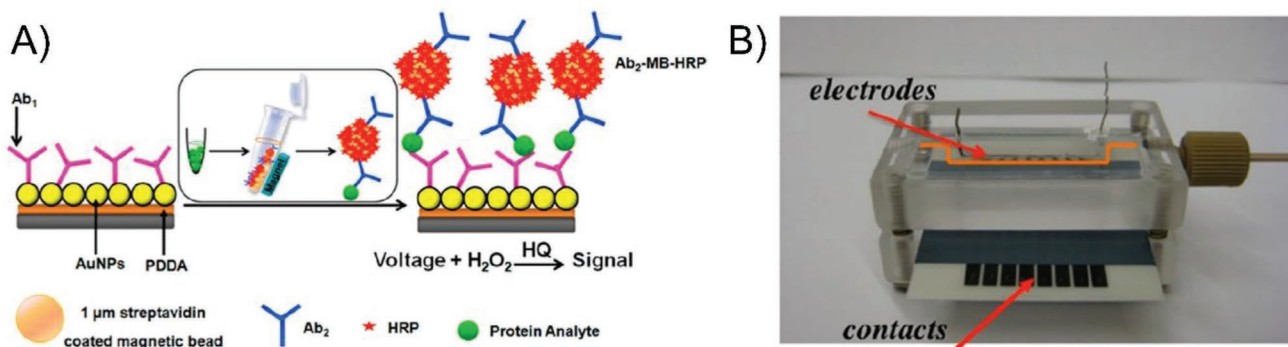 A)
Ab1
AuNPs
PDDA
Magnet
Ab2-MB-HRP
Voltage + H2O2 HQ Signal
1 μm streptavidin
coated magnetic bead
Ab2
HRP
Protein Analyte
B)
electrodes
contacts